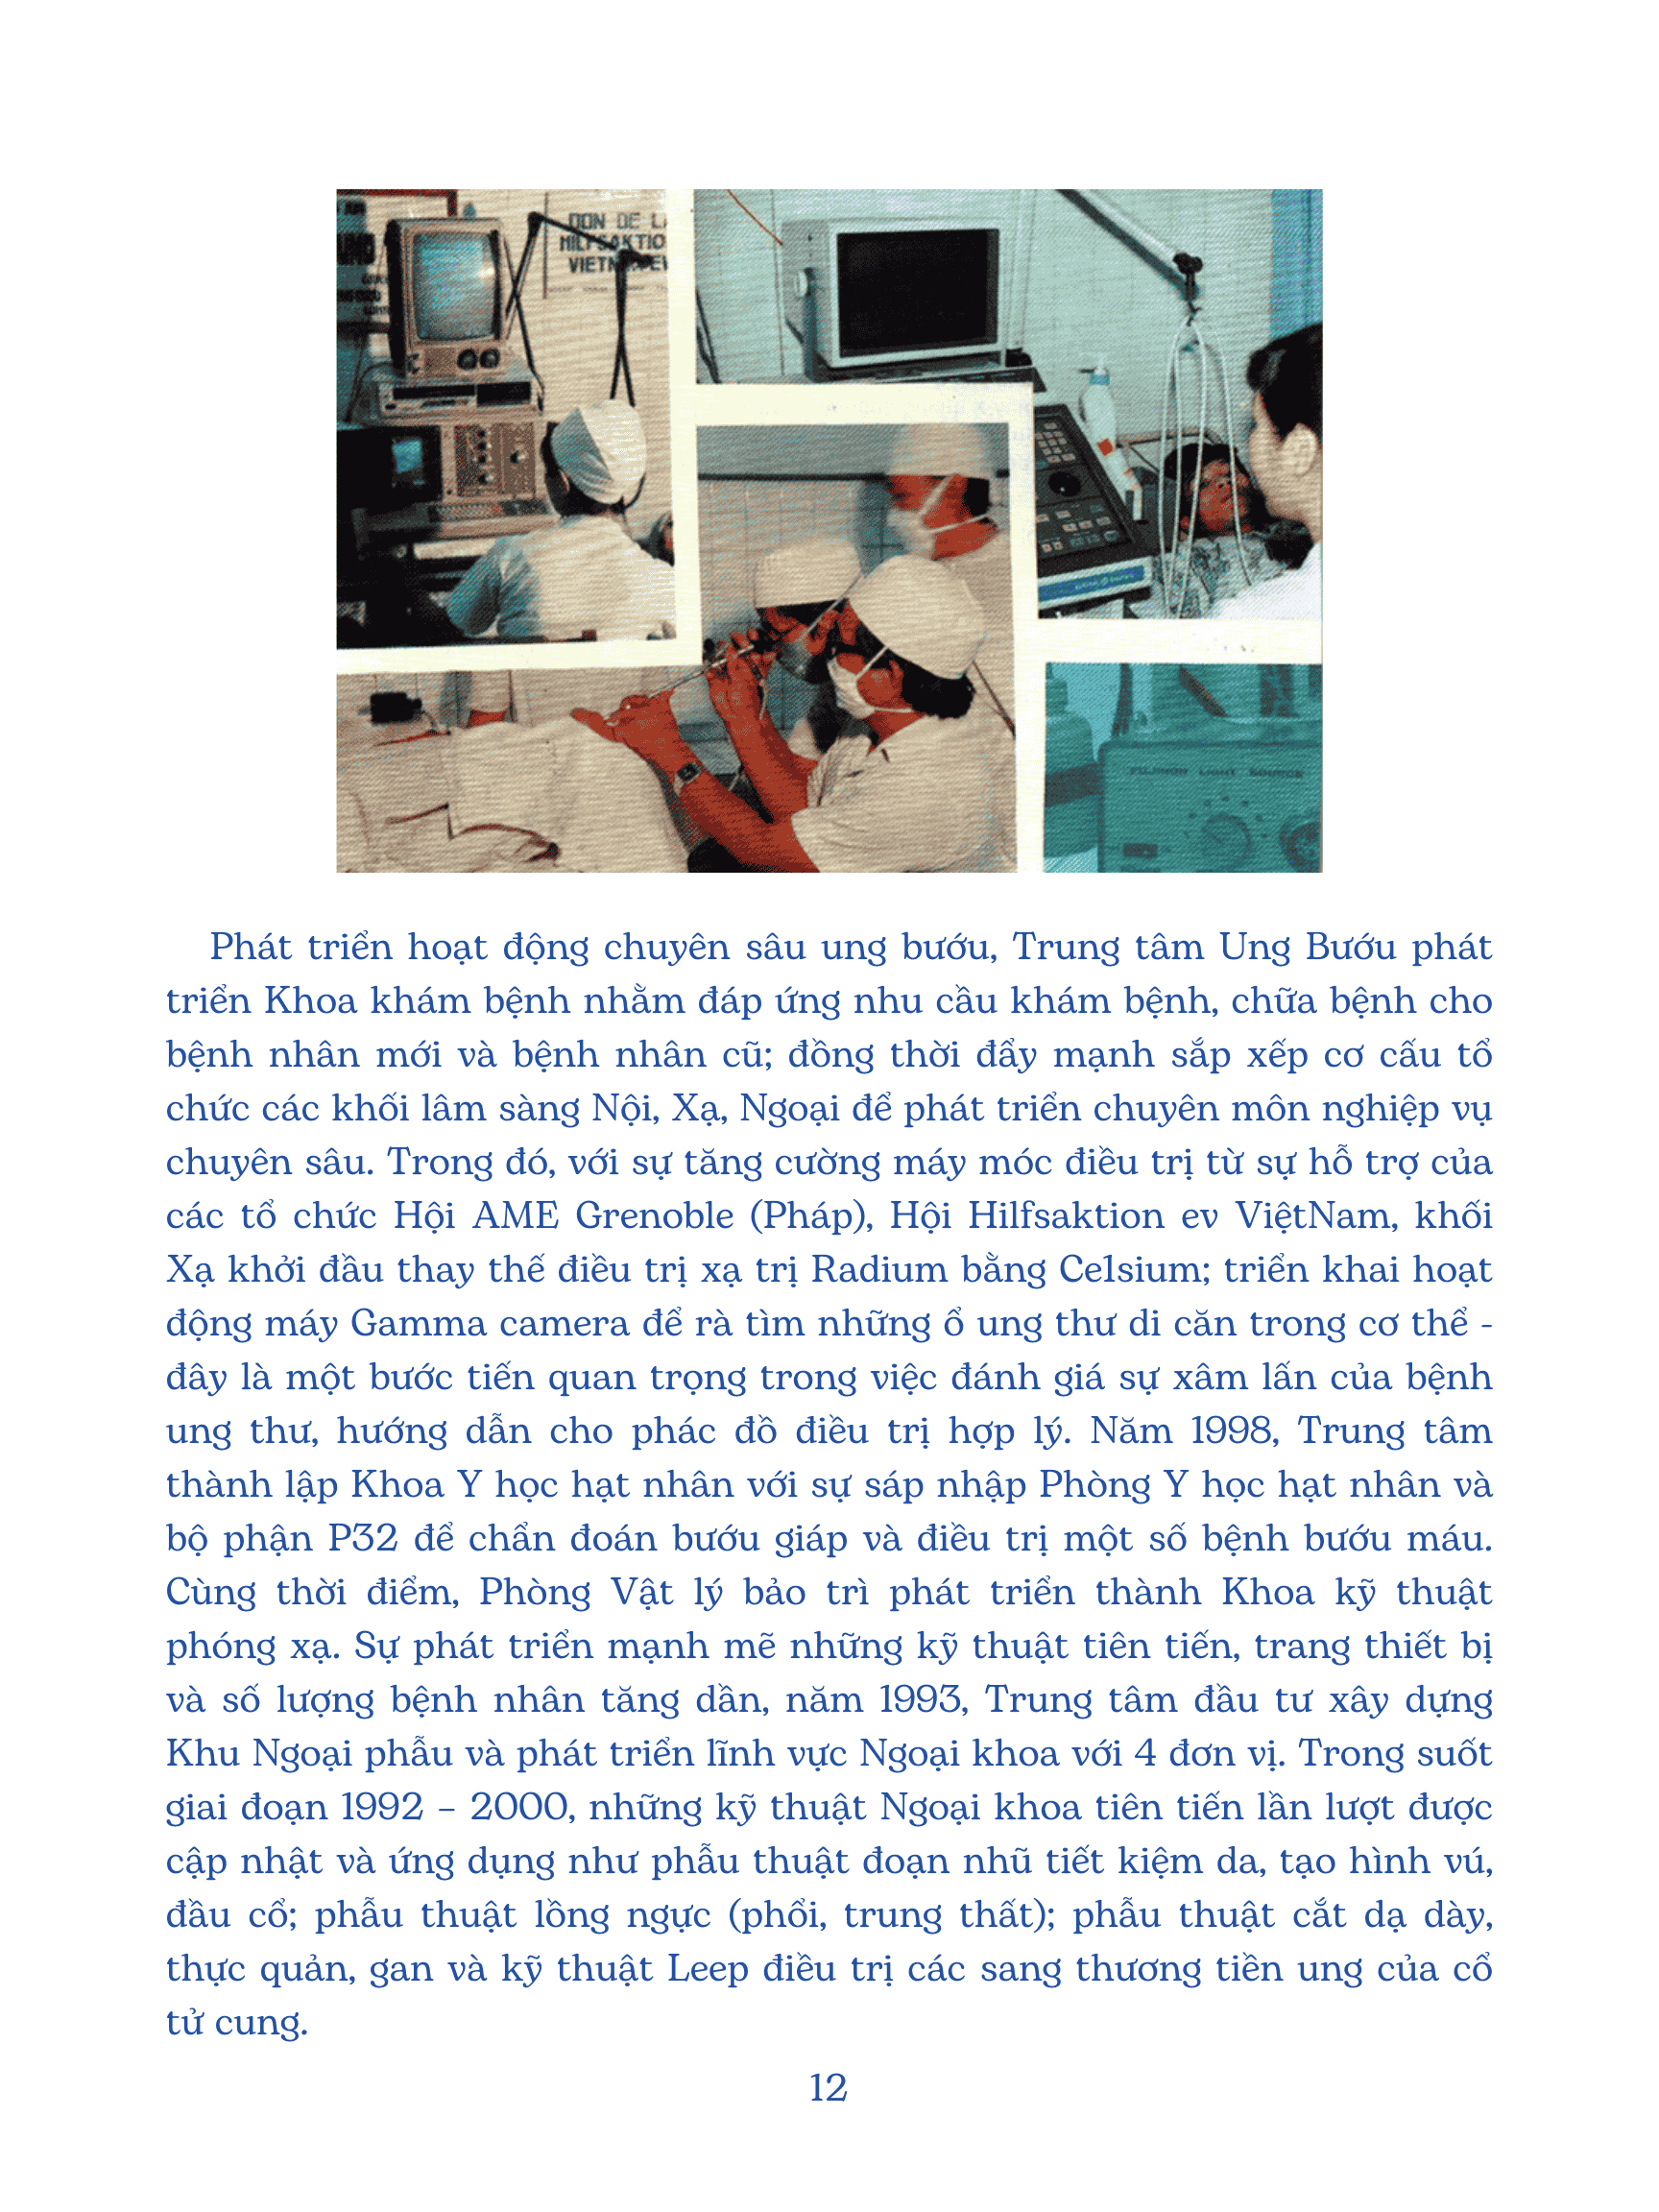 DON DE L
HILFSAKTIO
VIETN
FUJINON LIGHT SOURCE
Phát triển hoạt động chuyên sâu ung bướu, Trung tâm Ung Bướu phát
triển Khoa khám bệnh nhằm đáp ứng nhu cầu khám bệnh, chữa bệnh cho
bệnh nhân mới và bệnh nhân cũ; đồng thời đẩy mạnh sắp xếp cơ cấu tổ
chức các khối lâm sàng Nội, Xạ, Ngoại để phát triển chuyên môn nghiệp vụ
chuyên sâu. Trong đó, với sự tăng cường máy móc điều trị từ sự hỗ trợ của
các tổ chức Hội AME Grenoble (Pháp), Hội Hilfsaktion ev ViệtNam, khối
Xạ khởi đầu thay thế điều trị xạ trị Radium bằng Celsium; triển khai hoạt
động máy Gamma camera để rà tìm những ổ ung thư di căn trong cơ thể -
đây là một bước tiến quan trọng trong việc đánh giá sự xâm lấn của bệnh
ung thư, hướng dẫn cho phác đồ điều trị hợp lý. Năm 1998, Trung tâm
thành lập Khoa Y học hạt nhân với sự sáp nhập Phòng Y học hạt nhân và
bộ phận P32 để chẩn đoán bướu giáp và điều trị một số bệnh bướu máu.
Cùng thời điểm, Phòng Vật lý bảo trì phát triển thành Khoa kỹ thuật
phóng xạ. Sự phát triển mạnh mẽ những kỹ thuật tiên tiến, trang thiết bị
và số lượng bệnh nhân tăng dần, năm 1993, Trung tâm đầu tư xây dựng
Khu Ngoại phẫu và phát triển lĩnh vực Ngoại khoa với 4 đơn vị. Trong suốt
giai đoạn 1992 – 2000, những kỹ thuật Ngoại khoa tiên tiến lần lượt được
cập nhật và ứng dụng như phẫu thuật đoạn nhũ tiết kiệm da, tạo hình vú,
đầu cổ; phẫu thuật lồng ngực (phổi, trung thất); phẫu thuật cắt dạ dày,
thực quản, gan và kỹ thuật Leep điều trị các sang thương tiền ung của cổ
tử cung.
12